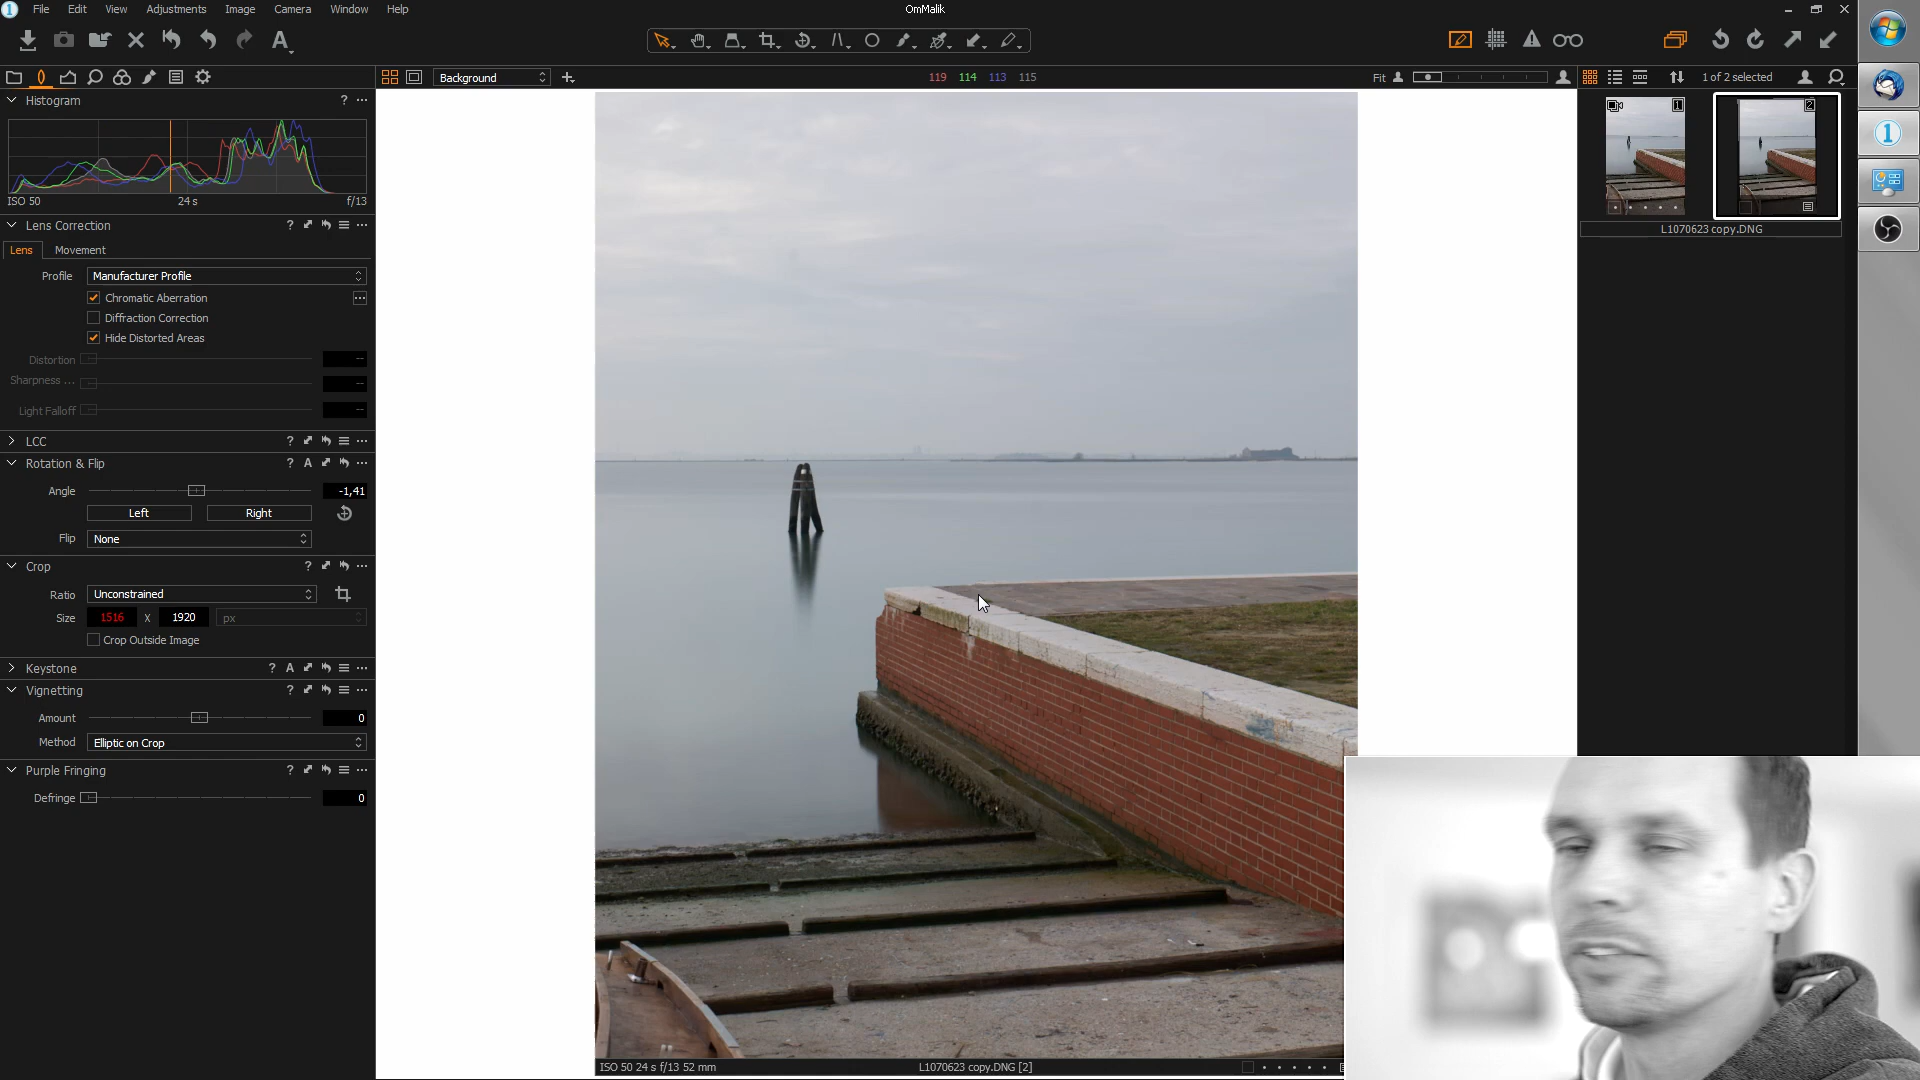 1 File Edit View Adjustments Image Camera Window Help OmMalik
A A
Background 119 114 113 115 Fit 1 of 2 selected
Histogram ? ...
ISO 50 24 s f/13
1 2
L1070623 copy.DNG
1
Lens Correction ? ...
Lens Movement
Profile Manufacturer Profile
Chromatic Aberration ...
Diffraction Correction
Hide Distorted Areas
Distortion --
Sharpness ... --
Light Falloff --
LCC ? ...
Rotation & Flip ? A ...
Angle -1,41
Left Right
Flip None
Crop ? ...
Ratio Unconstrained
Size 1516 X 1920 px
Crop Outside Image
Keystone ? A ...
Vignetting ? ...
Amount 0
Method Elliptic on Crop
Purple Fringing ? ...
Defringe 0
ISO 50 24 s f/13 52 mm L1070623 copy.DNG [2]